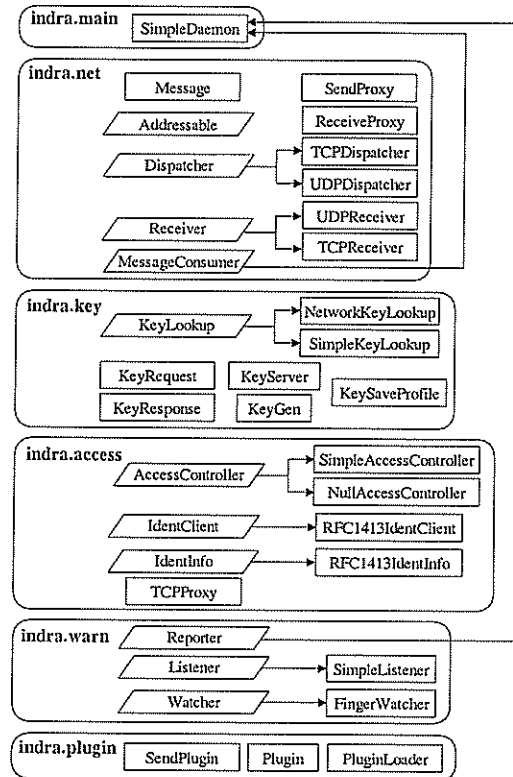 indra.main
SimpleDaemon
indra.net
Message
SendProxy
Addressable
ReceiveProxy
Dispatcher
TCPDispatcher
UDPDispatcher
Receiver
UDPReceiver
TCPReceiver
MessageConsumer
indra.key
KeyLookup
NetworkKeyLookup
SimpleKeyLookup
KeyRequest
KeyServer
KeySaveProfile
KeyResponse
KeyGen
indra.access
AccessController
SimpleAccessController
NullAccessController
IdentClient
RFC1413IdentClient
IdentInfo
RFC1413IdentInfo
TCPProxy
indra.warn
Reporter
Listener
SimpleListener
Watcher
FingerWatcher
indra.plugin
SendPlugin
Plugin
PluginLoader